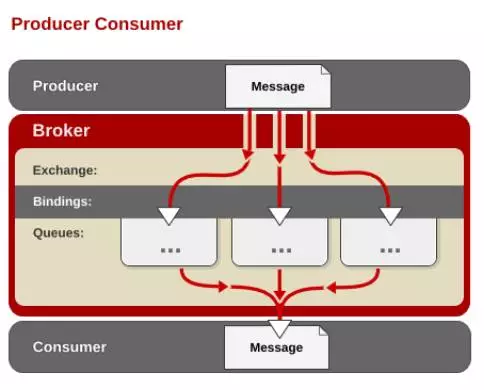 Producer Consumer
Producer
Message
Broker
Exchange:
Bindings:
Queues:
... ... ...
Consumer
Message